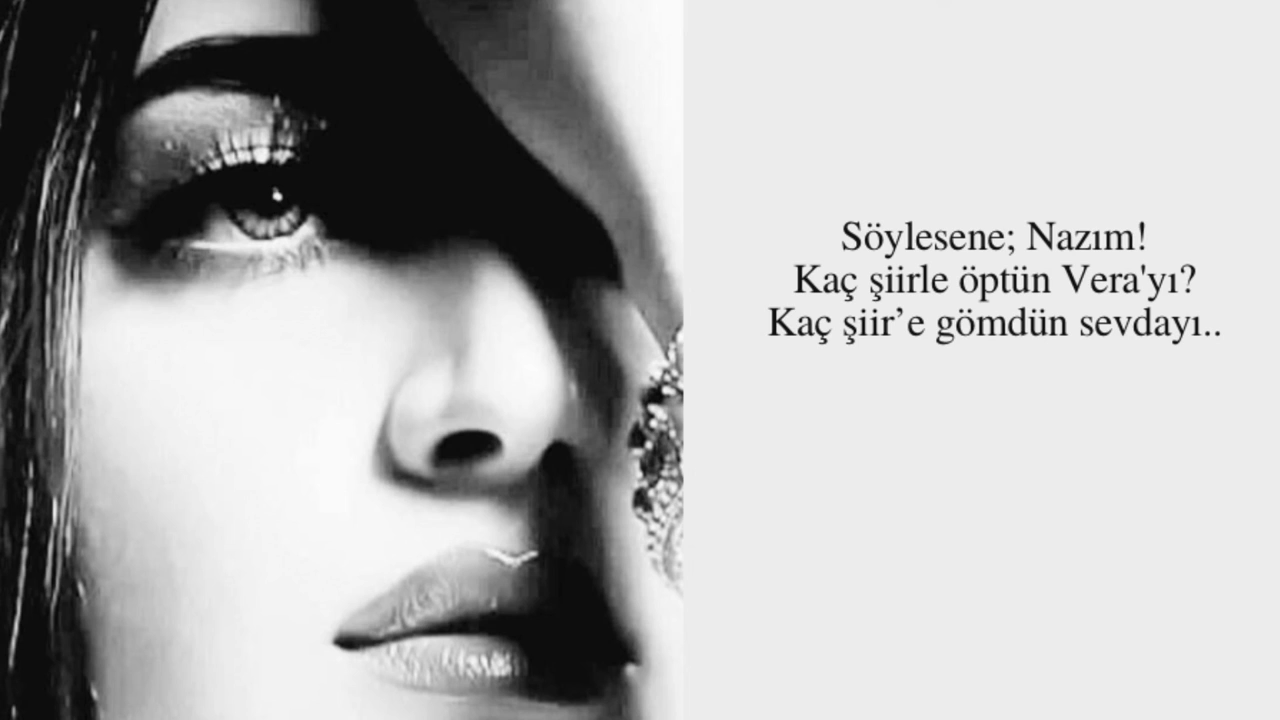 Söylesene; Nazım!
Kaç şiirle öptün Vera'yı?
Kaç şiir’e gömdün sevdayı..